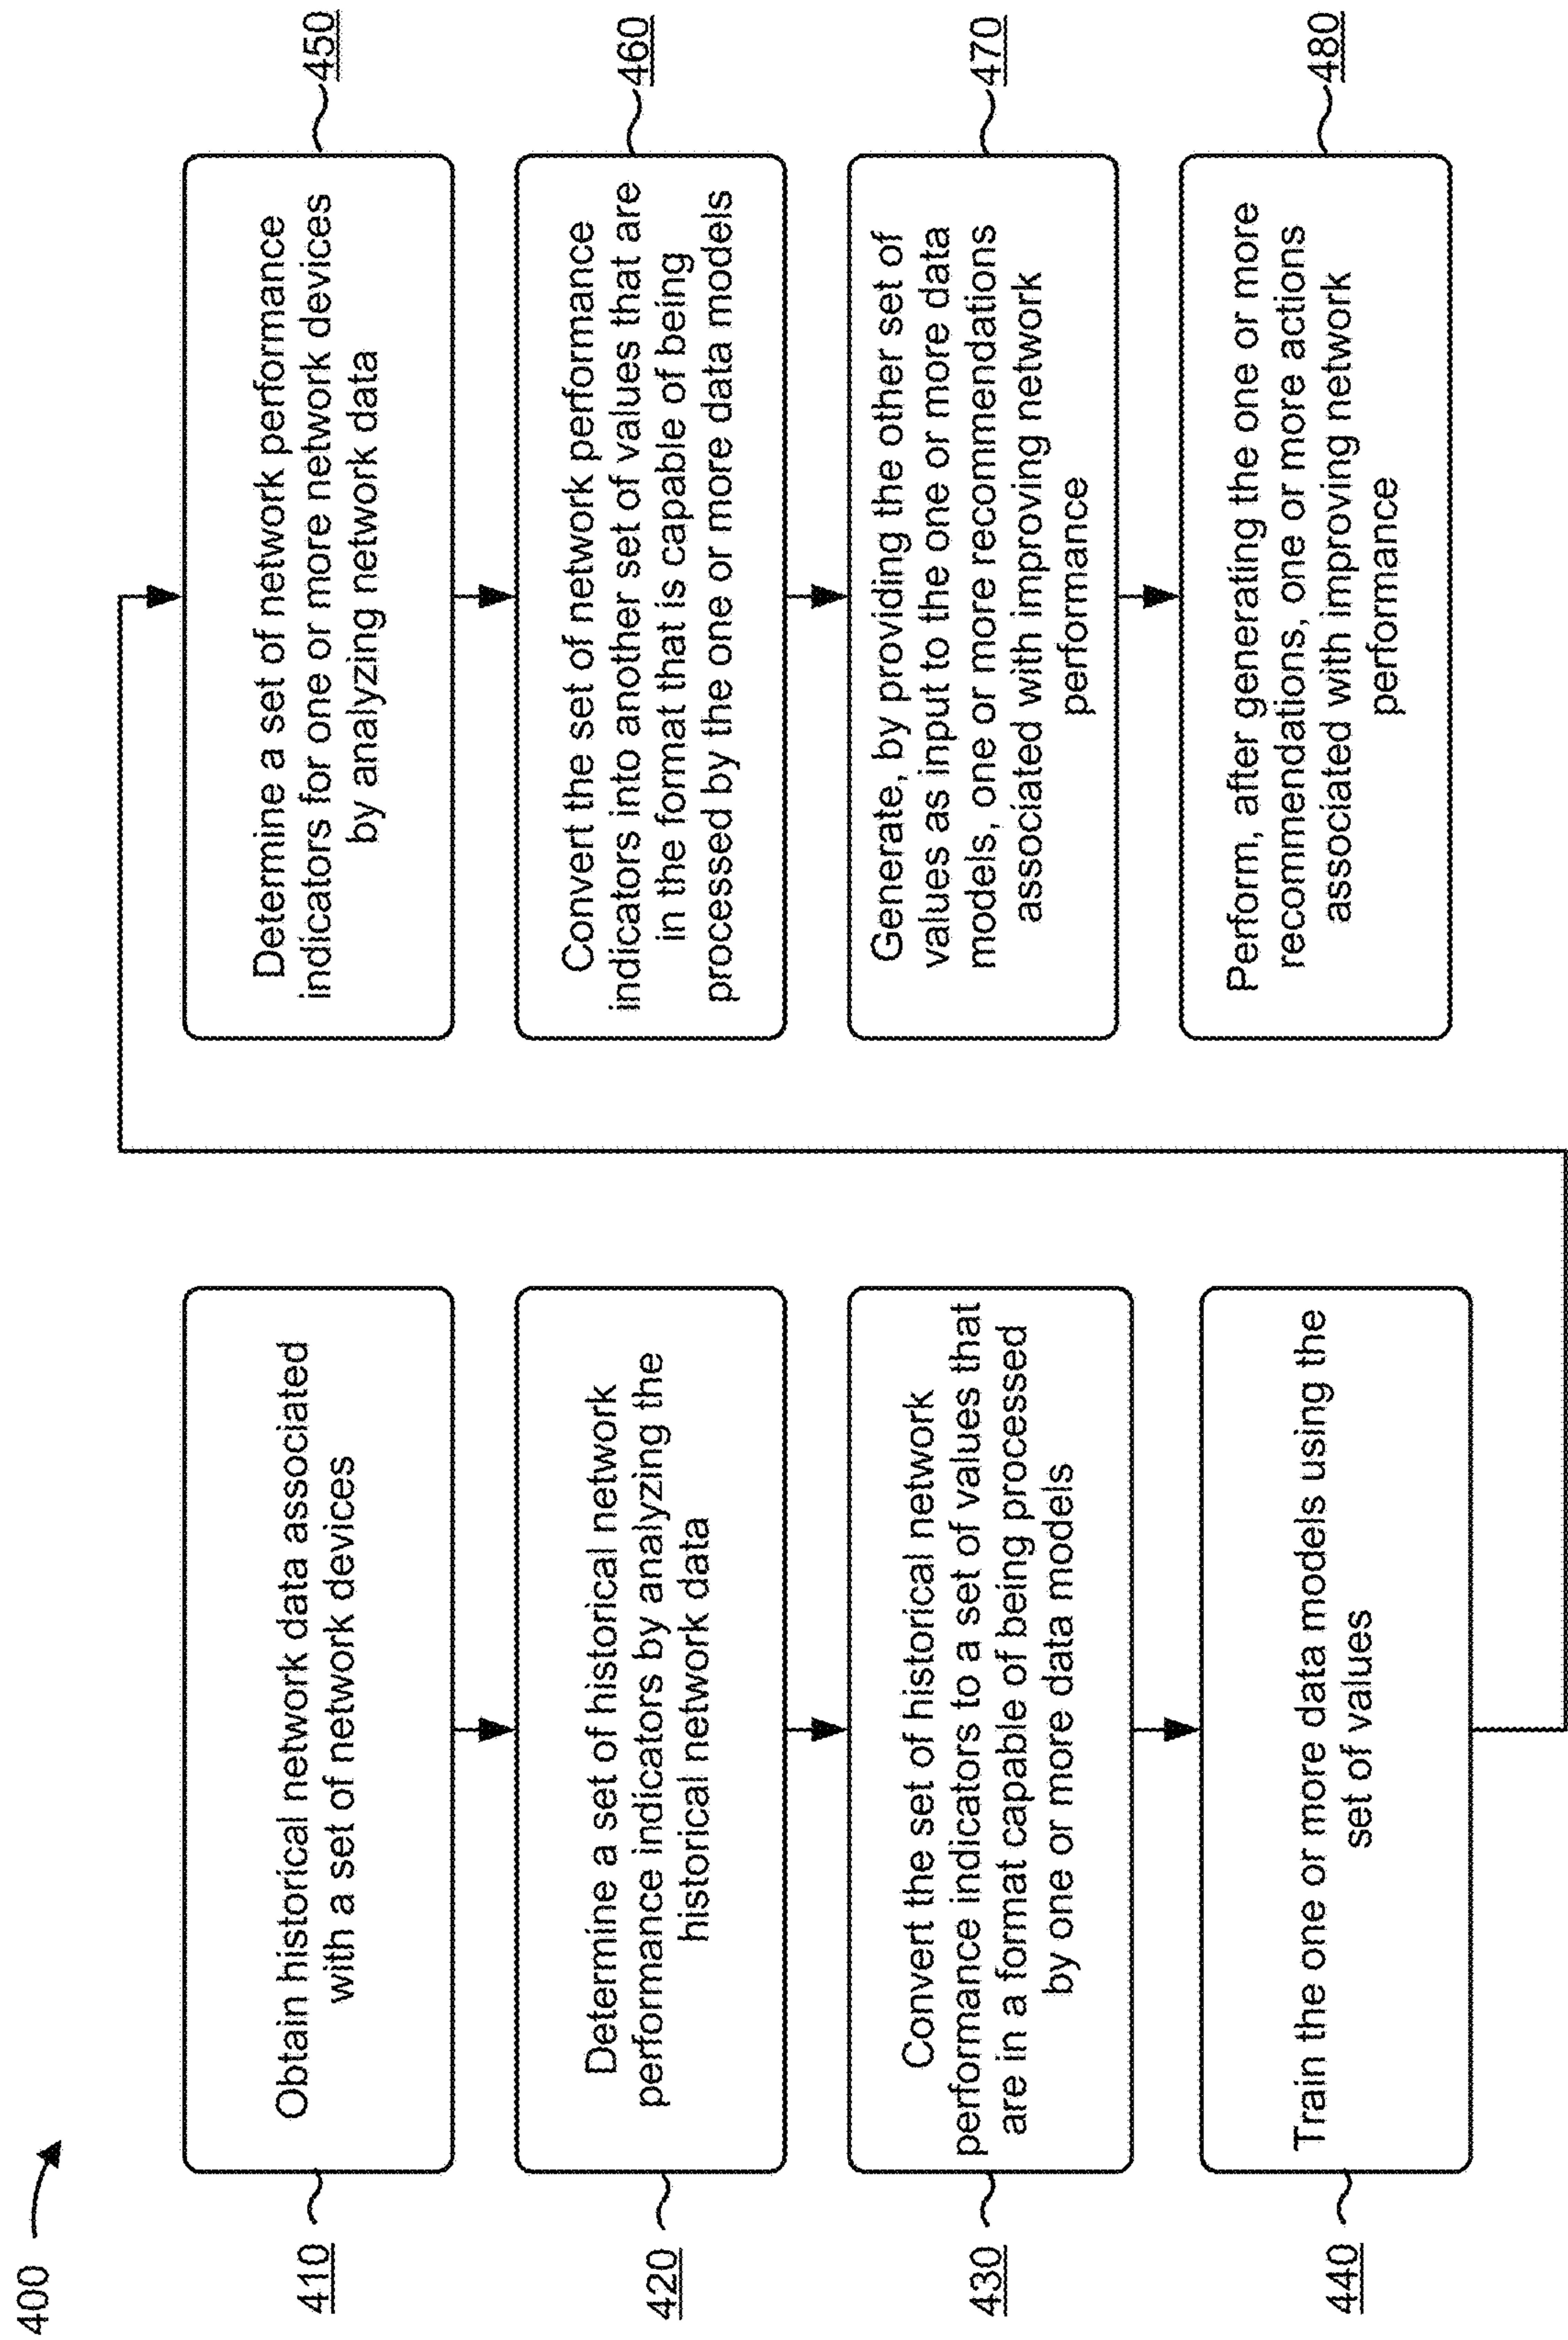 400
410
Obtain historical network data associated
with a set of network devices
420
Determine a set of historical network
performance indicators by analyzing the
historical network data
430
Convert the set of historical network
performance indicators to a set of values that
are in a format capable of being processed
by one or more data models
440
Train the one or more data models using the
set of values
450
Determine a set of network performance
indicators for one or more network devices
by analyzing network data
460
Convert the set of network performance
indicators into another set of values that are
in the format that is capable of being
processed by the one or more data models
470
Generate, by providing the other set of
values as input to the one or more data
models, one or more recommendations
associated with improving network
performance
480
Perform, after generating the one or more
recommendations, one or more actions
associated with improving network
performance